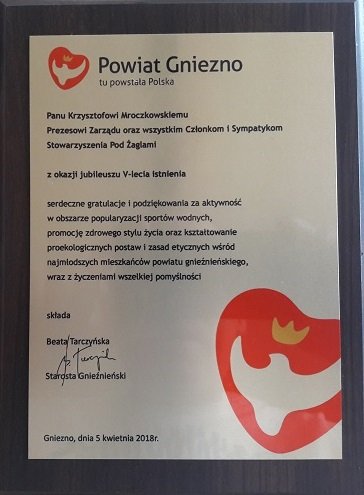 Powiat Gniezno
tu powstała Polska
Panu Krzysztofowi Mroczkowskiemu
Prezesowi Zarządu oraz wszystkim Członkom i Sympatykom
Stowarzyszenia Pod Żaglami
z okazji jubileuszu V-lecia istnienia
serdeczne gratulacje i podziękowania za aktywność
w obszarze popularyzacji sportów wodnych,
promocję zdrowego stylu życia oraz kształtowanie
proekologicznych postaw i zasad etycznych wśród
najmłodszych mieszkańców powiatu gnieźnieńskiego,
wraz z życzeniami wszelkiej pomyślności
składa
Beata Tarczyńska
Starosta Gnieźnieński
Gniezno, dnia 5 kwietnia 2018r.